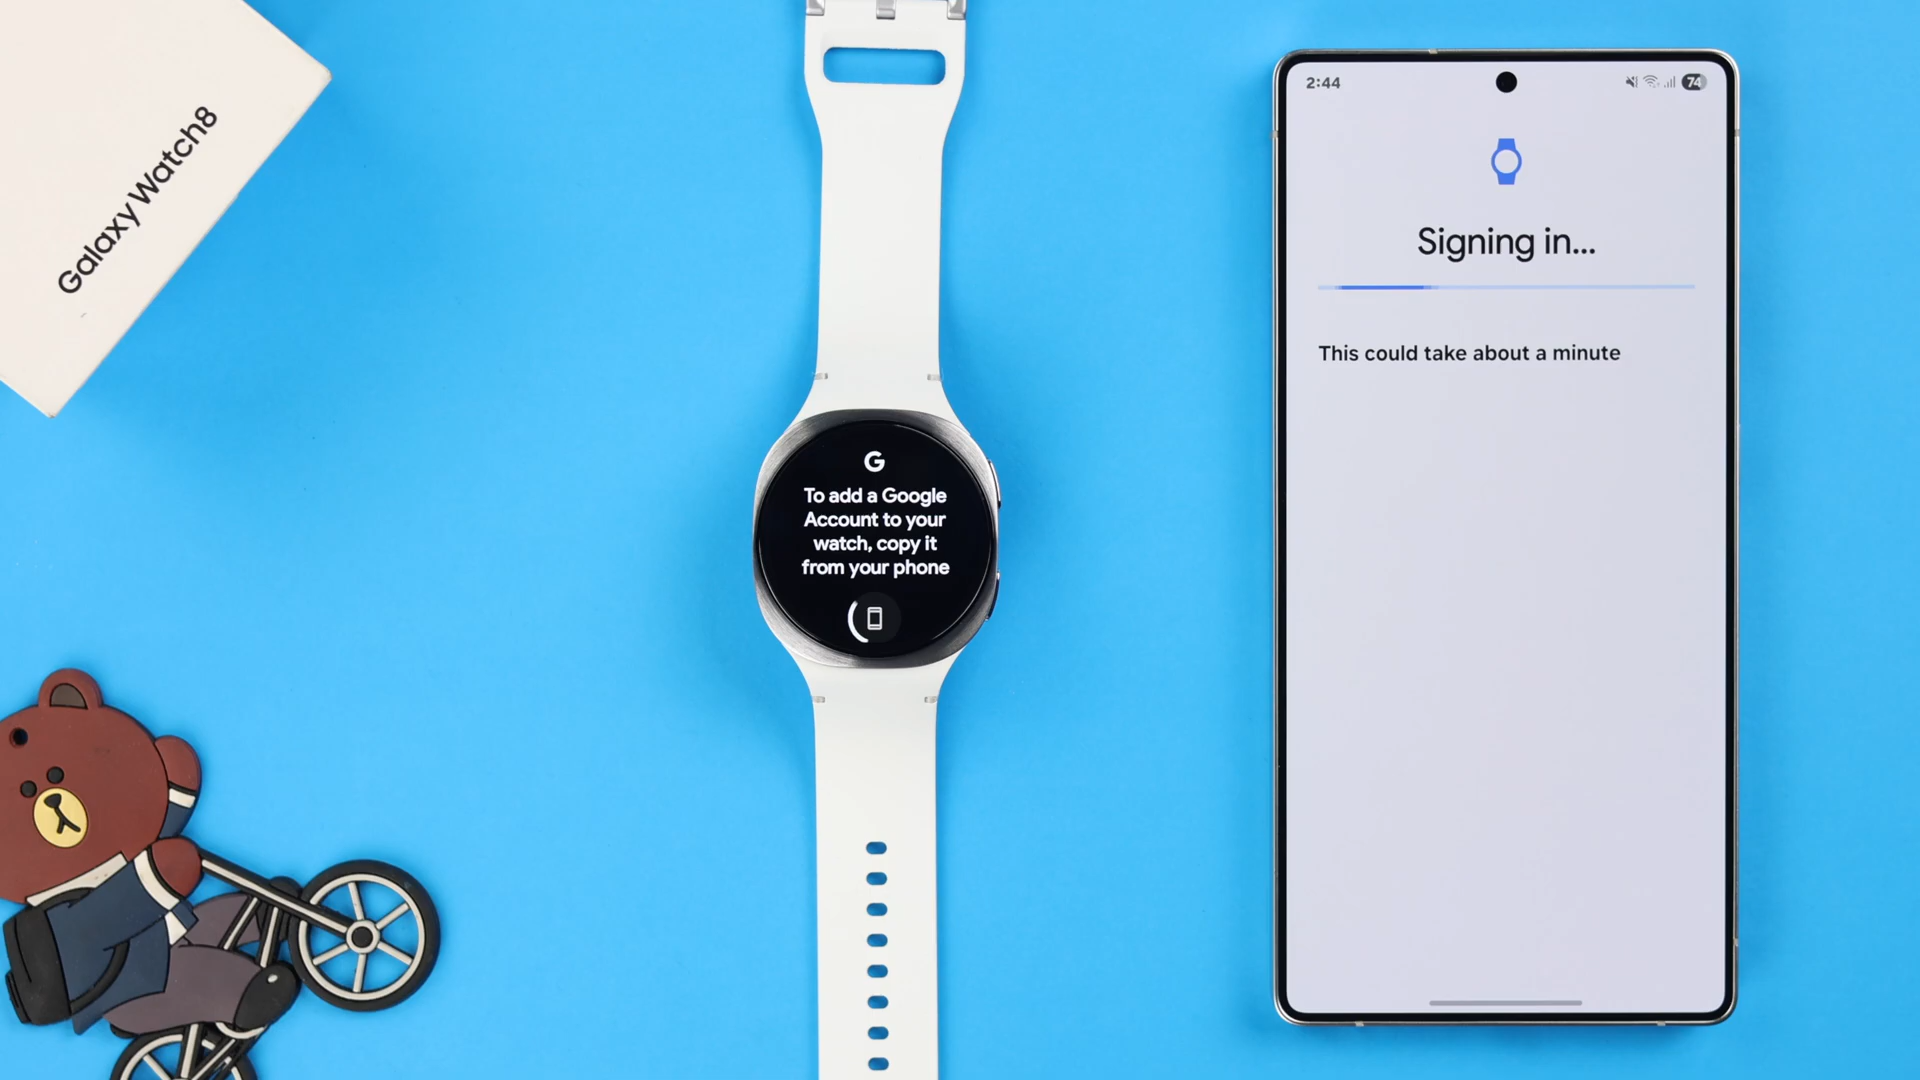 Galaxy Watch8
G
To add a Google
Account to your
watch, copy it
from your phone
2:44
74
Signing in...
This could take about a minute